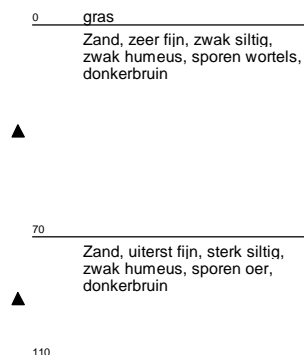 0 gras
Zand, zeer fijn, zwak siltig,
zwak humeus, sporen wortels,
donkerbruin
70
Zand, uiterst fijn, sterk siltig,
zwak humeus, sporen oer,
donkerbruin
110